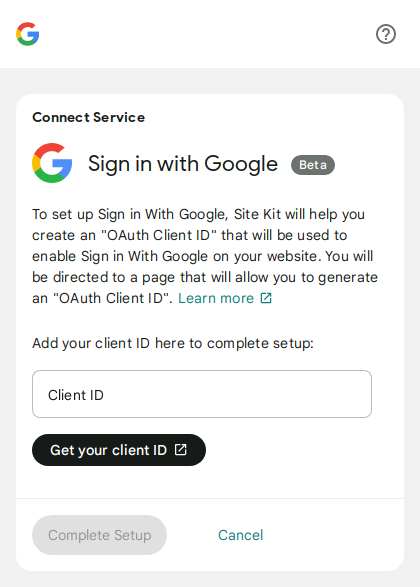 Connect Service
Sign in with Google Beta
To set up Sign in With Google, Site Kit will help you
create an "OAuth Client ID" that will be used to
enable Sign in With Google on your website. You will
be directed to a page that will allow you to generate
an "OAuth Client ID". Learn more
Add your client ID here to complete setup:
Client ID
Get your client ID
Complete Setup Cancel